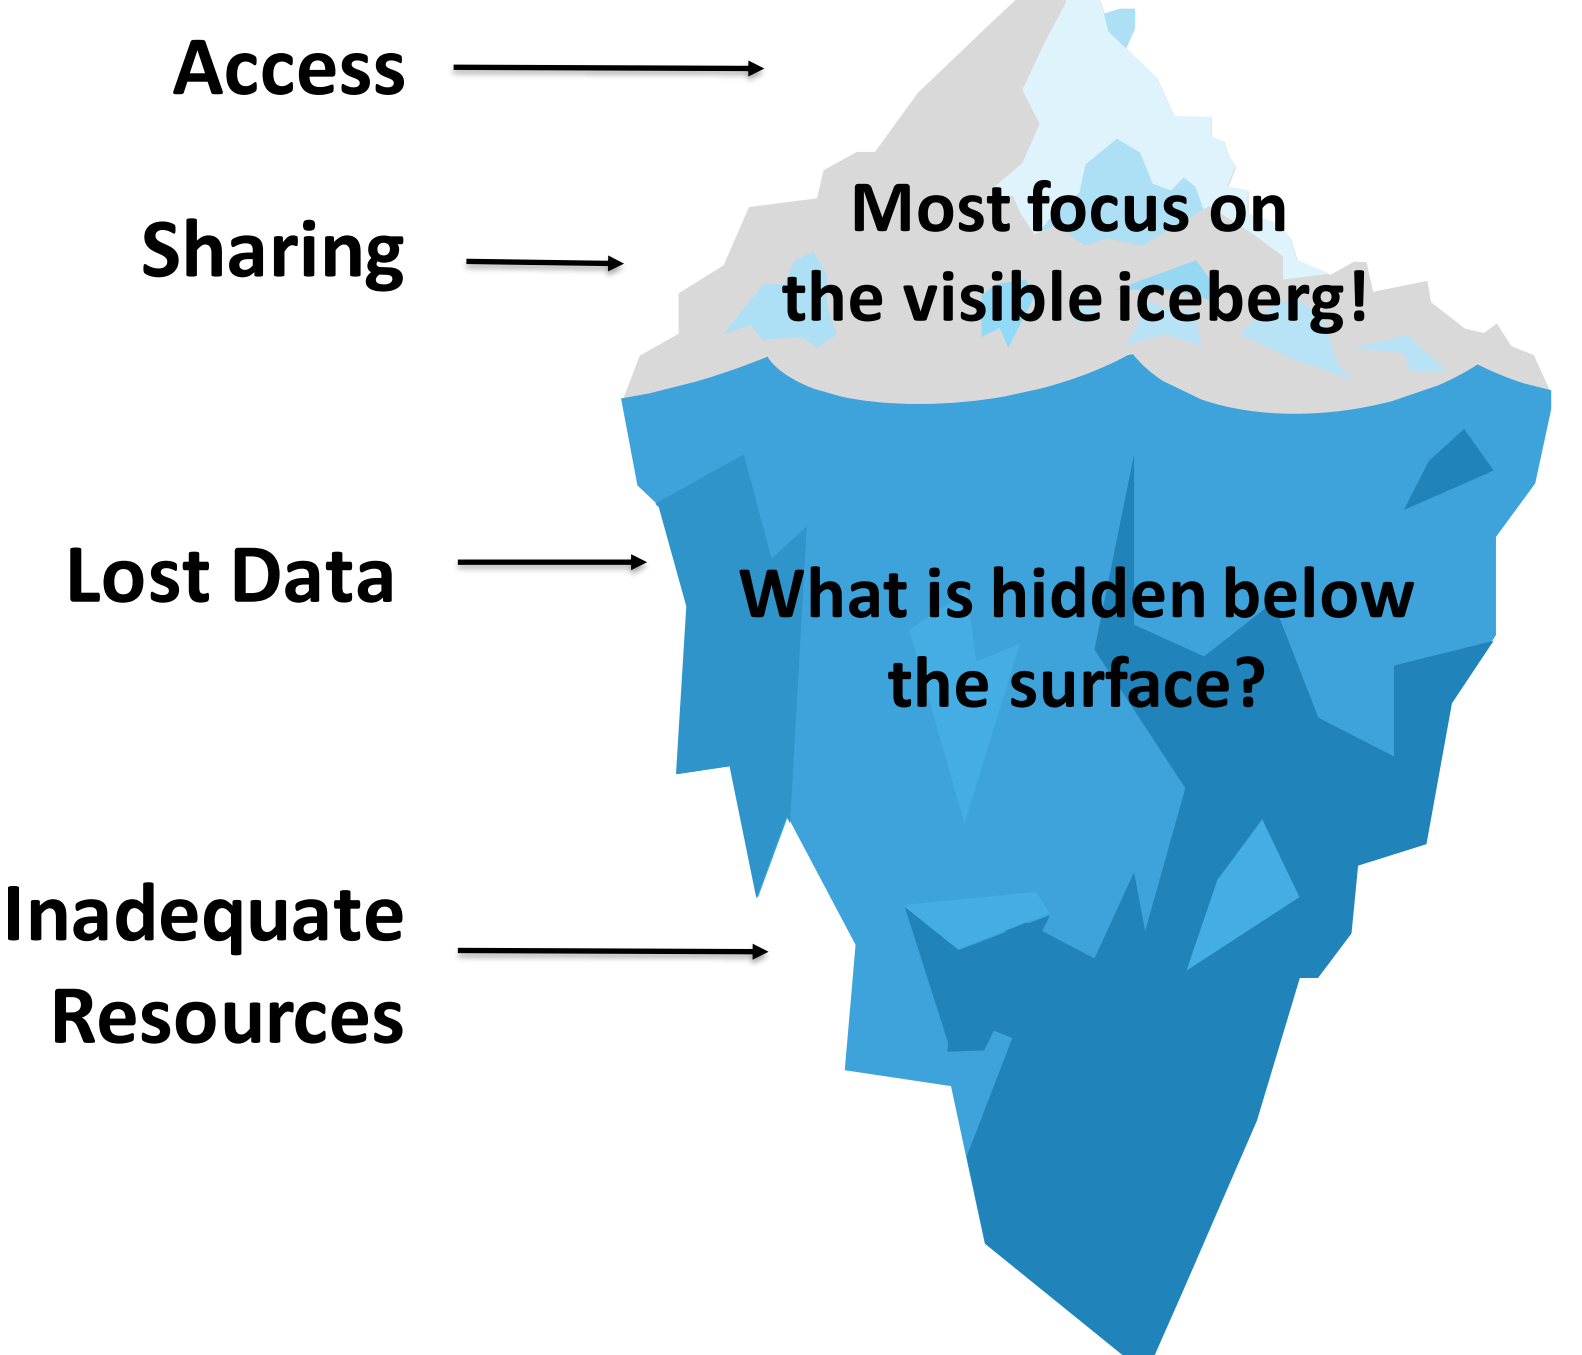 Access
Sharing
Most focus on
the visible iceberg!
Lost Data
What is hidden below
the surface?
Inadequate
Resources